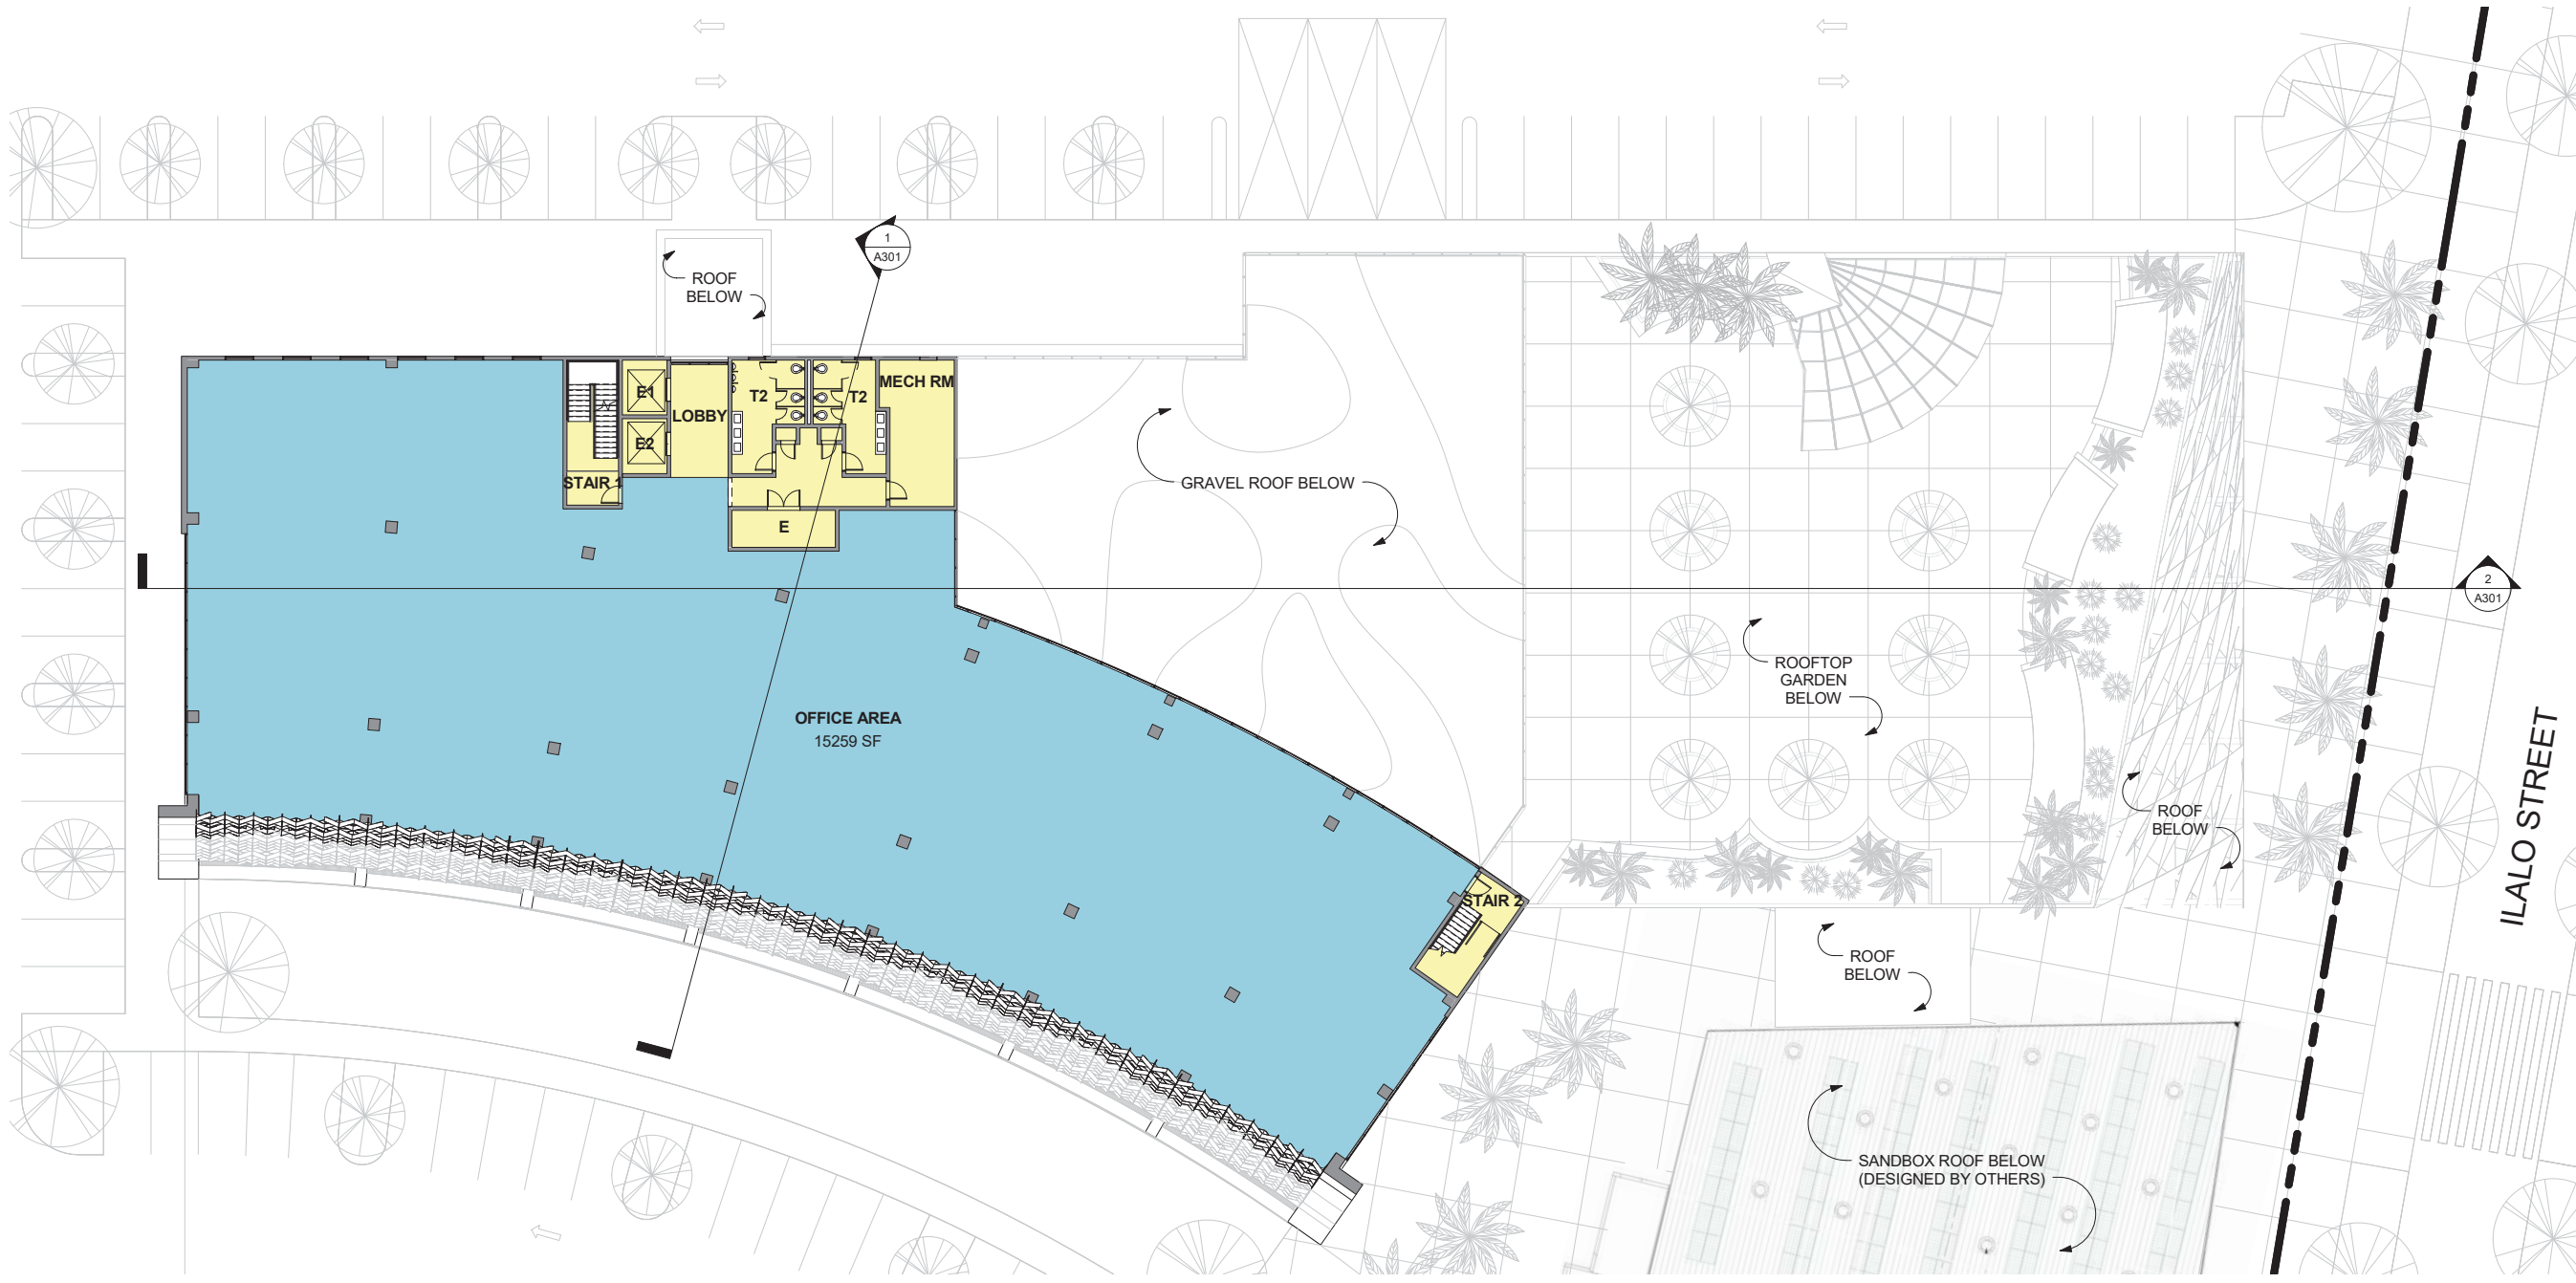 1
A301
ROOF
BELOW
E1
E2
LOBBY
T2
T2
MECH RM
STAIR 1
E
GRAVEL ROOF BELOW
2
A301
ROOFTOP
GARDEN
BELOW
OFFICE AREA
15259 SF
ROOF
BELOW
ILALO STREET
STAIR 2
ROOF
BELOW
SANDBOX ROOF BELOW
(DESIGNED BY OTHERS)